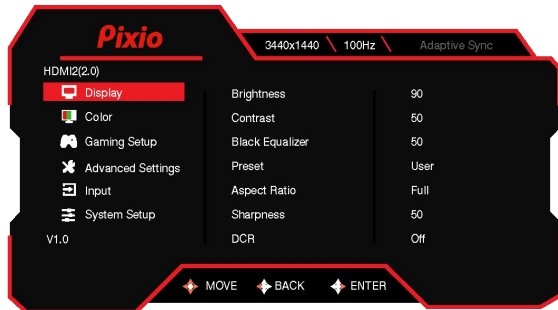 Pixio
3440x1440 \ 100Hz \ Adaptive Sync
HDMI2(2.0)
Display
Color
Gaming Setup
Advanced Settings
Input
System Setup
V1.0
Brightness 90
Contrast 50
Black Equalizer 50
Preset User
Aspect Ratio Full
Sharpness 50
DCR Off
MOVE BACK ENTER